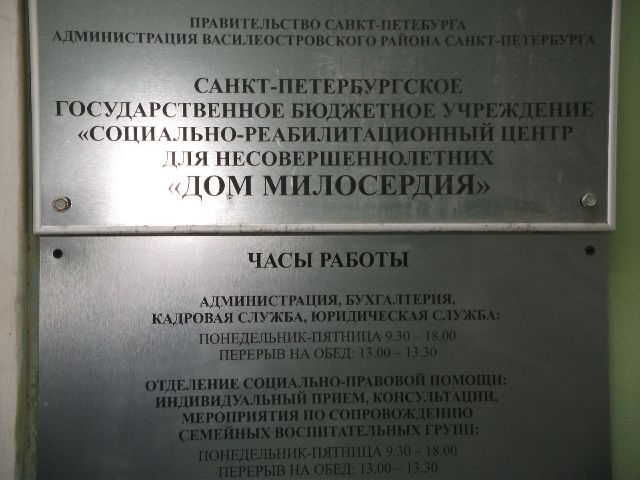 ПРАВИТЕЛЬСТВО САНКТ-ПЕТЕБУРГА
АДМИНИСТРАЦИЯ ВАСИЛЕОСТРОВСКОГО РАЙОНА САНКТ-ПЕТЕРБУРГА
САНКТ-ПЕТЕРБУРГСКОЕ
ГОСУДАРСТВЕННОЕ БЮДЖЕТНОЕ УЧРЕЖДЕНИЕ
«СОЦИАЛЬНО-РЕАБИЛИТАЦИОННЫЙ ЦЕНТР
ДЛЯ НЕСОВЕРШЕННОЛЕТНИХ
«ДОМ МИЛОСЕРДИЯ»
ЧАСЫ РАБОТЫ
АДМИНИСТРАЦИЯ, БУХГАЛТЕРИЯ,
КАДРОВАЯ СЛУЖБА, ЮРИДИЧЕСКАЯ СЛУЖБА:
ПОНЕДЕЛЬНИК-ПЯТНИЦА 9.30 – 18.00
ПЕРЕРЫВ НА ОБЕД: 13.00 – 13.30
ОТДЕЛЕНИЕ СОЦИАЛЬНО-ПРАВОВОЙ ПОМОЩИ:
ИНДИВИДУАЛЬНЫЙ ПРИЕМ, КОНСУЛЬТАЦИИ,
МЕРОПРИЯТИЯ ПО СОПРОВОЖДЕНИЮ
СЕМЕЙНЫХ ВОСПИТАТЕЛЬНЫХ ГРУПП:
ПОНЕДЕЛЬНИК-ПЯТНИЦА 9.30 – 18.00
ПЕРЕРЫВ НА ОБЕД: 13.00 – 13.30